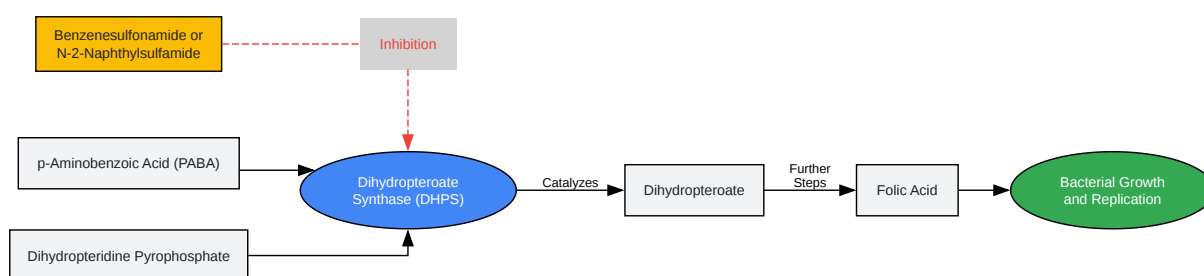 Benzenesulfonamide or
N-2-Naphthylsulfamide
Inhibition
p-Aminobenzoic Acid (PABA)
Dihydropteroate
Synthase (DHPS)
Catalyzes
Dihydropteroate
Further
Steps
Folic Acid
Bacterial Growth
and Replication
Dihydropteridine Pyrophosphate